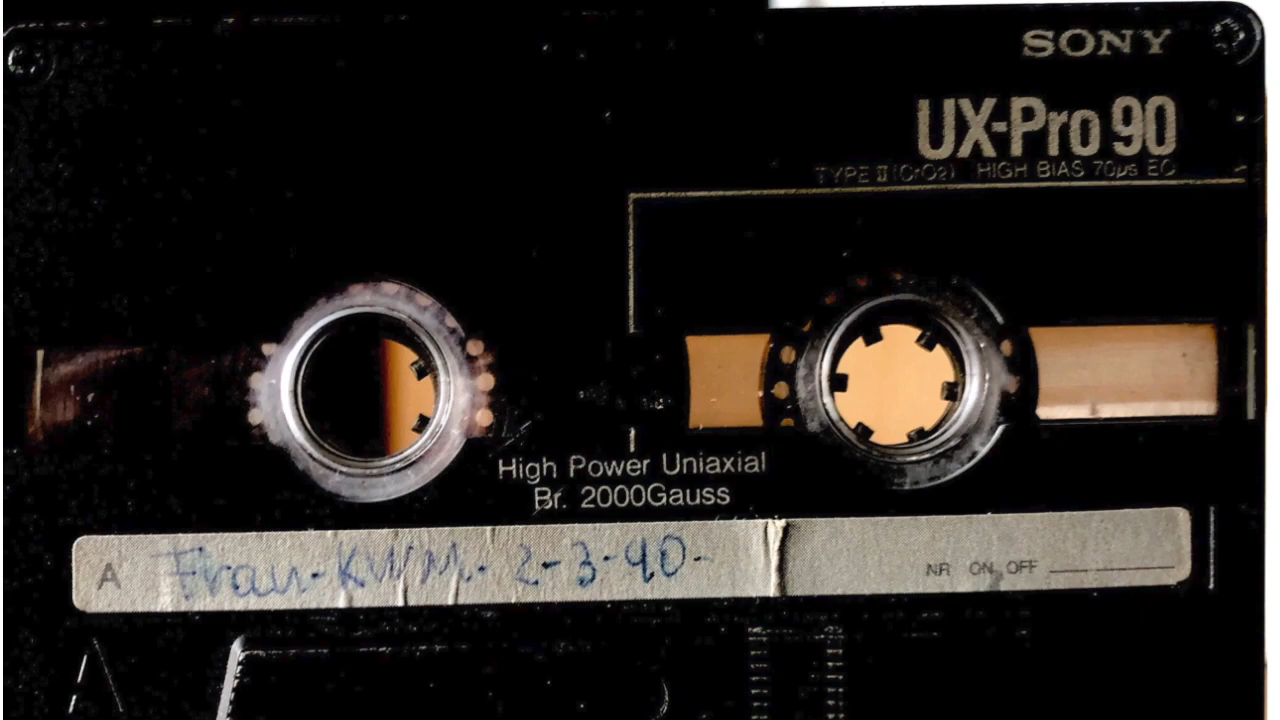 SONY
UX-Pro 90
TYPE II (CrO2) HIGH BIAS 70μs EQ
High Power Uniaxial
Br. 2000Gauss
A Fran-KWM- 2-3-90-
NR ON OFF
A